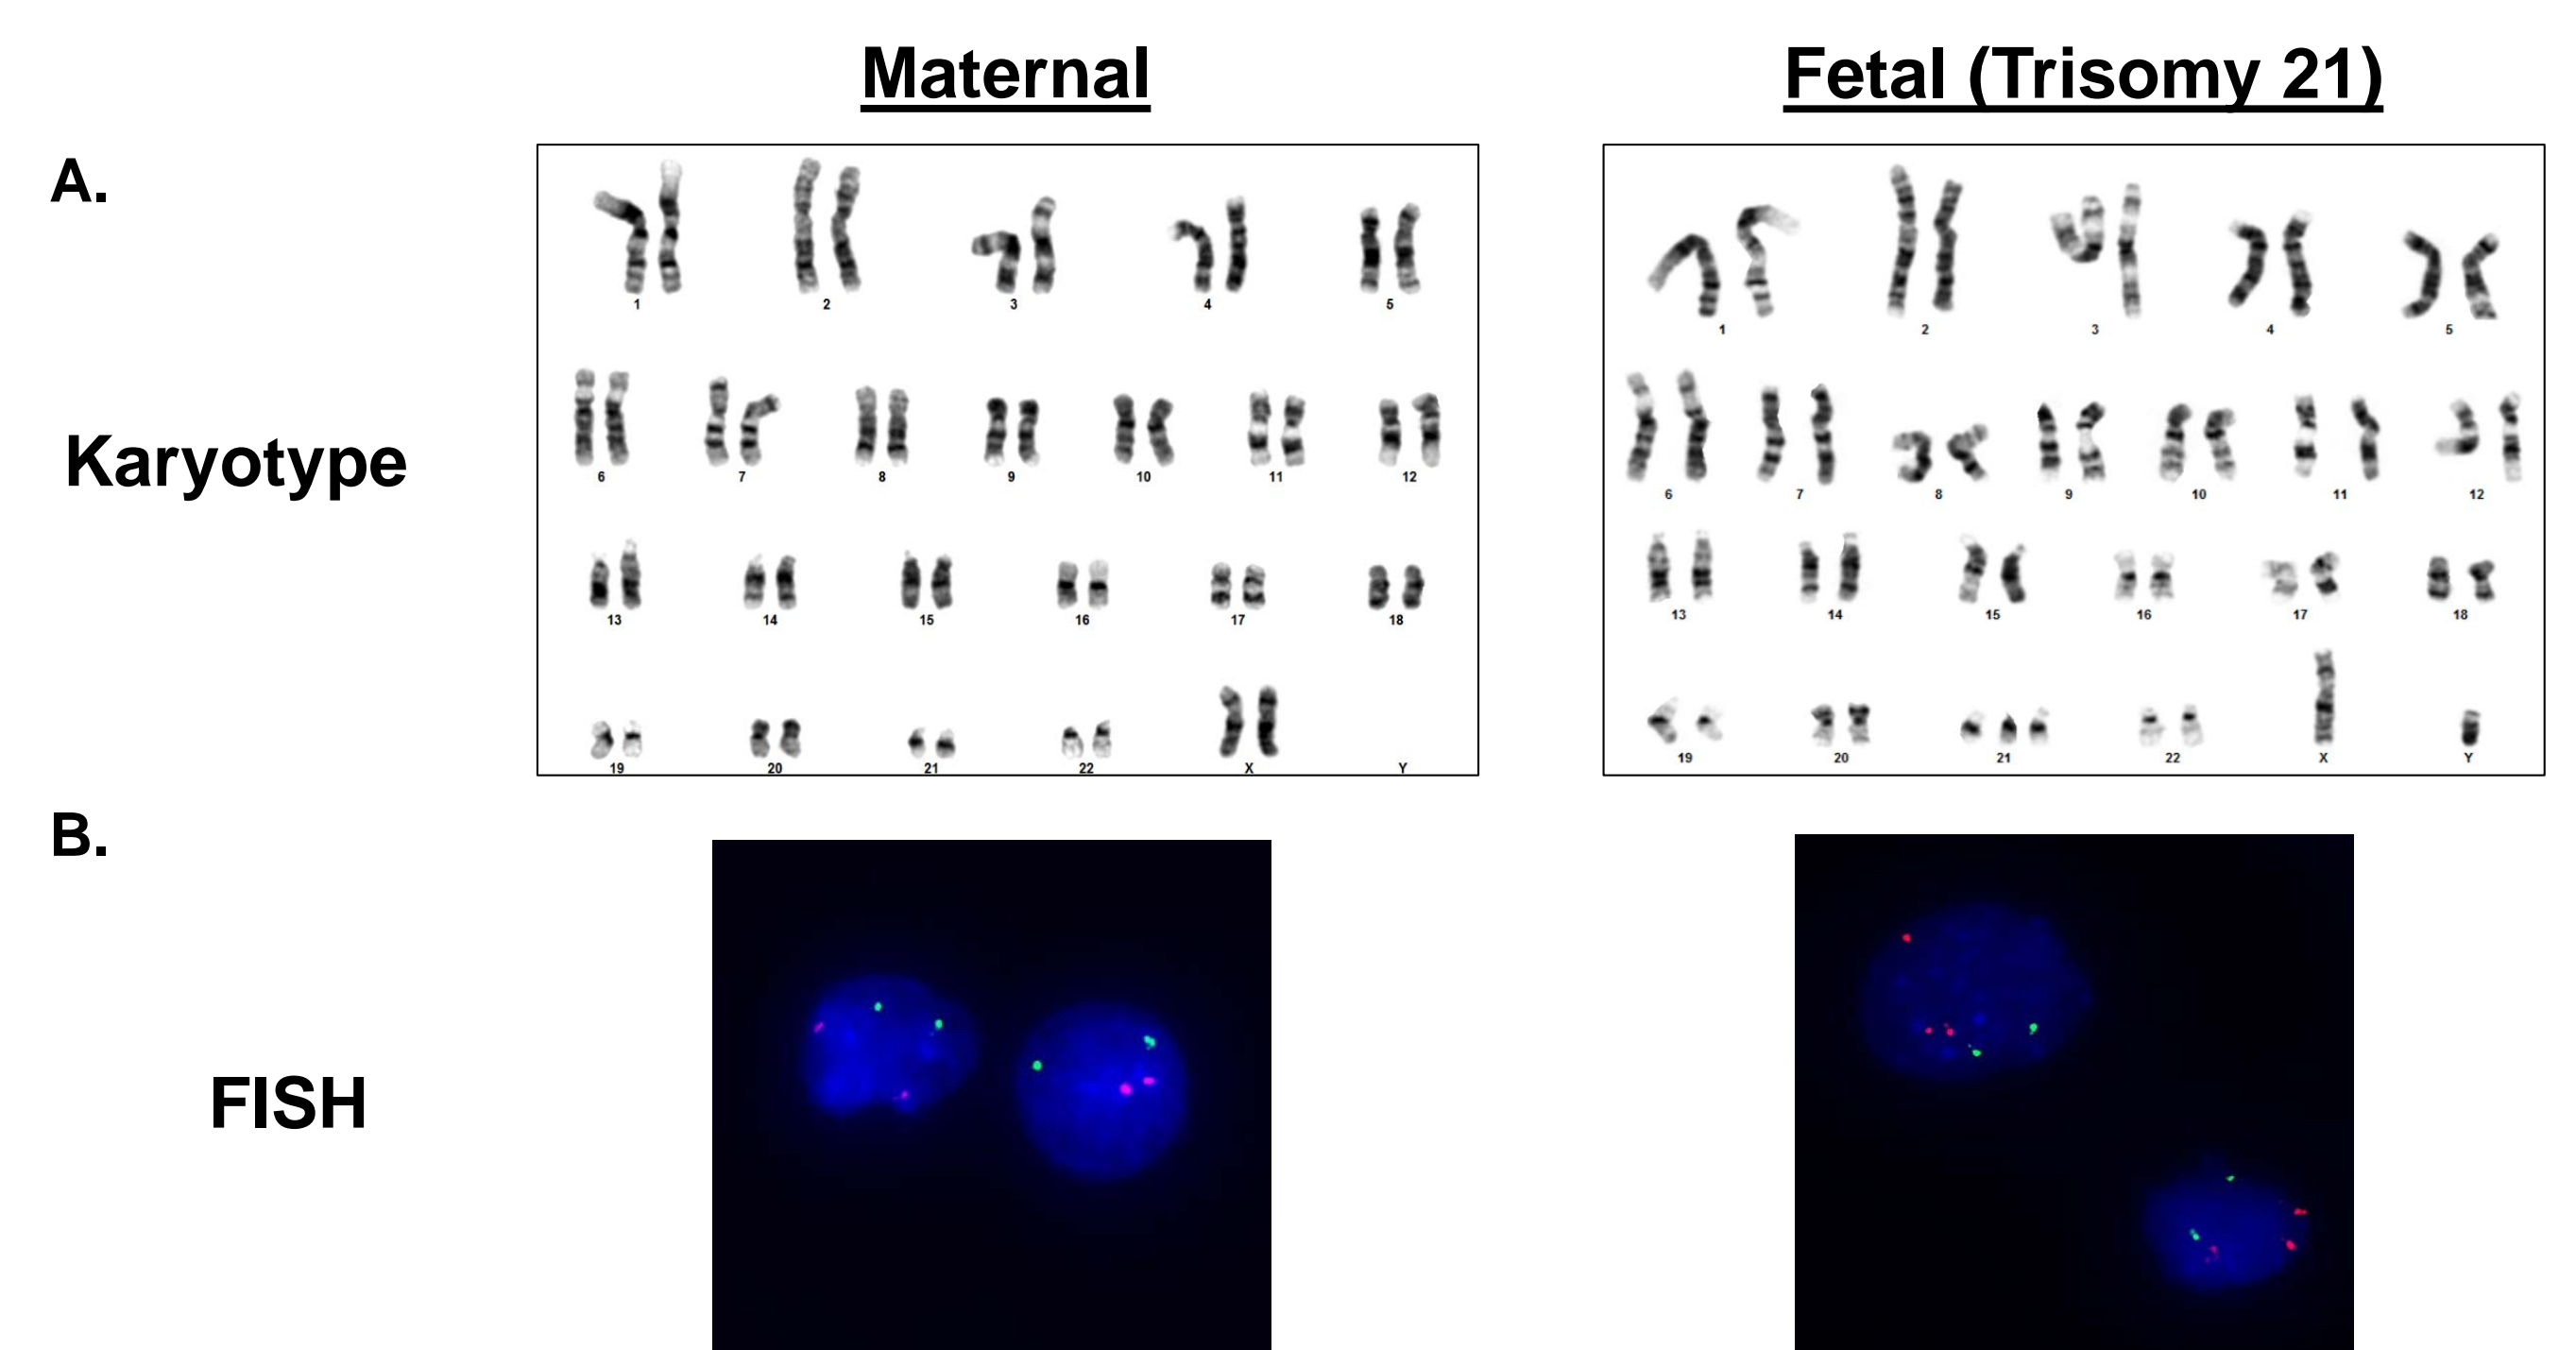 Maternal
Fetal (Trisomy 21)
A.
Karyotype
1 2 3 4 5
6 7 8 9 10 11 12
13 14 15 16 17 18
19 20 21 22 X Y
1 2 3 4 5
6 7 8 9 10 11 12
13 14 15 16 17 18
19 20 21 22 X Y
B.
FISH